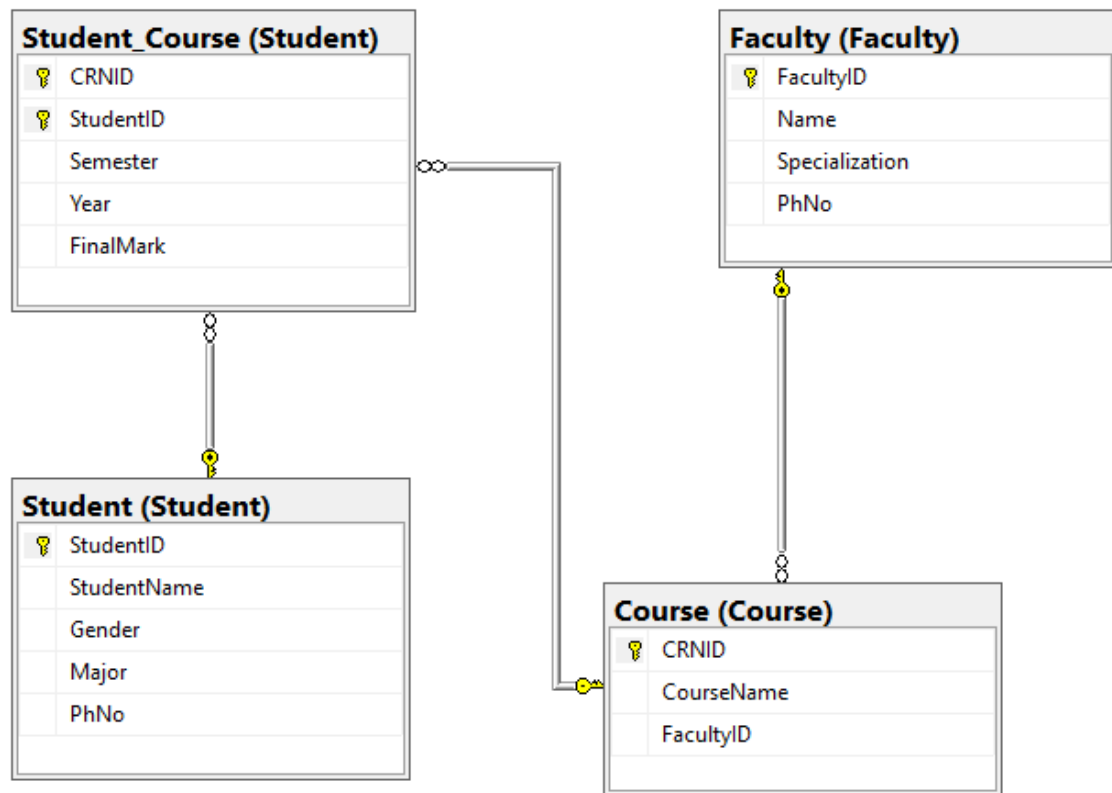 Student_Course (Student)
CRNID
StudentID
Semester
Year
FinalMark
Faculty (Faculty)
FacultyID
Name
Specialization
PhNo
Student (Student)
StudentID
StudentName
Gender
Major
PhNo
Course (Course)
CRNID
CourseName
FacultyID